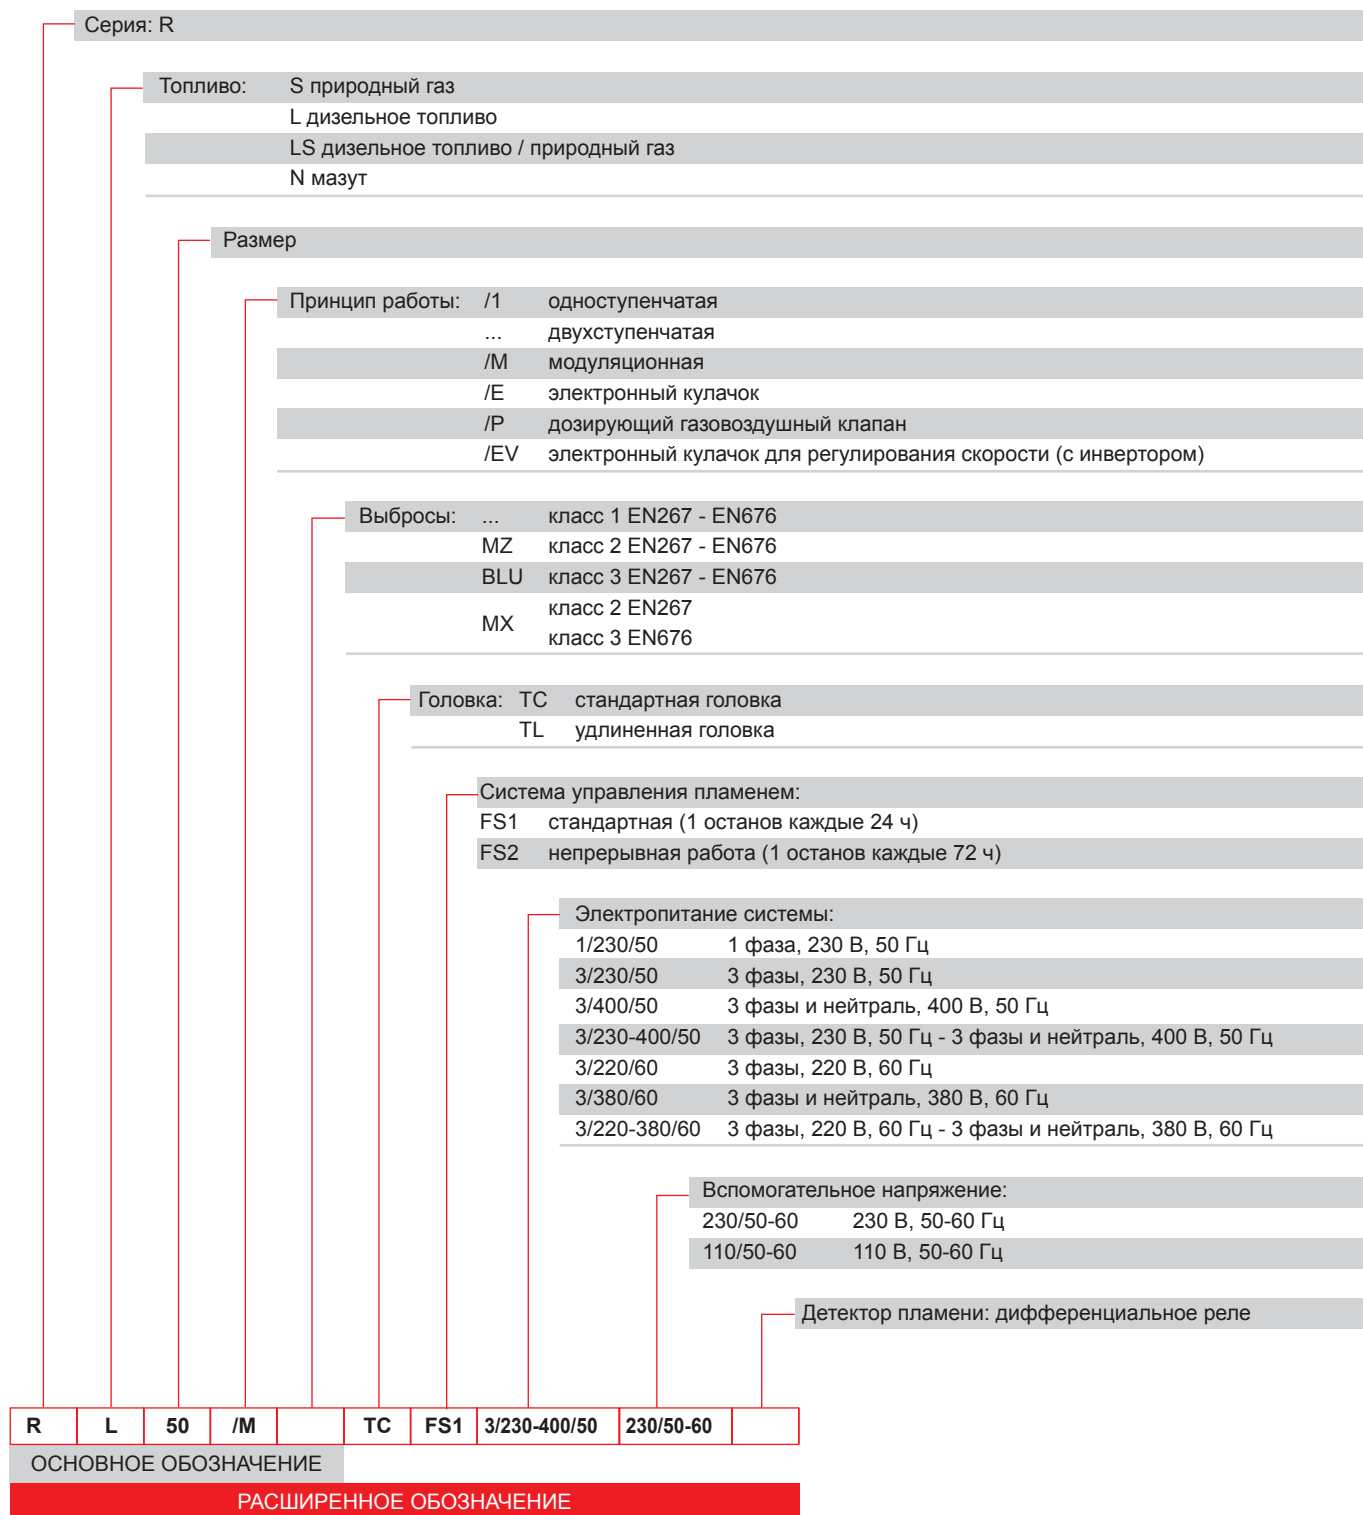 Серия: R
Топливо: S природный газ
L дизельное топливо
LS дизельное топливо / природный газ
N мазут
Размер
Принцип работы: /1 одноступенчатая
... двухступенчатая
/M модуляционная
/E электронный кулачок
/P дозирующий газовоздушный клапан
/EV электронный кулачок для регулирования скорости (с инвертором)
Выбросы: ... класс 1 EN267 - EN676
MZ класс 2 EN267 - EN676
BLU класс 3 EN267 - EN676
MX класс 2 EN267
класс 3 EN676
Головка: TC стандартная головка
TL удлиненная головка
Система управления пламенем:
FS1 стандартная (1 останов каждые 24 ч)
FS2 непрерывная работа (1 останов каждые 72 ч)
Электропитание системы:
1/230/50 1 фаза, 230 В, 50 Гц
3/230/50 3 фазы, 230 В, 50 Гц
3/400/50 3 фазы и нейтраль, 400 В, 50 Гц
3/230-400/50 3 фазы, 230 В, 50 Гц - 3 фазы и нейтраль, 400 В, 50 Гц
3/220/60 3 фазы, 220 В, 60 Гц
3/380/60 3 фазы и нейтраль, 380 В, 60 Гц
3/220-380/60 3 фазы, 220 В, 60 Гц - 3 фазы и нейтраль, 380 В, 60 Гц
Вспомогательное напряжение:
230/50-60 230 В, 50-60 Гц
110/50-60 110 В, 50-60 Гц
Детектор пламени: дифференциальное реле
R L 50 /M TC FS1 3/230-400/50 230/50-60
ОСНОВНОЕ ОБОЗНАЧЕНИЕ
РАСШИРЕННОЕ ОБОЗНАЧЕНИЕ